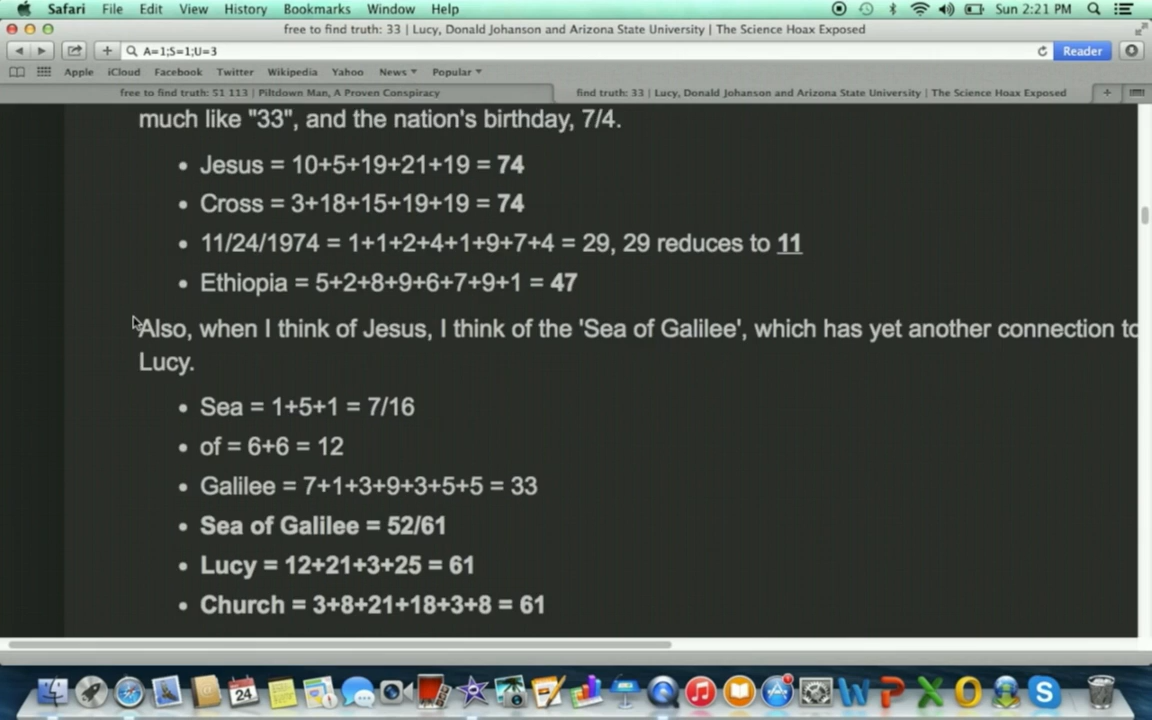 Safari File Edit View History Bookmarks Window Help Sun 2:21 PM
free to find truth: 33 | Lucy, Donald Johanson and Arizona State University | The Science Hoax Exposed
A=1;S=1;U=3 Reader
Apple iCloud Facebook Twitter Wikipedia Yahoo News Popular
free to find truth: 51 113 | Piltdown Man, A Proven Conspiracy find truth: 33 | Lucy, Donald Johanson and Arizona State University | The Science Hoax Exposed
much like "33", and the nation's birthday, 7/4.
• Jesus = 10+5+19+21+19 = 74
• Cross = 3+18+15+19+19 = 74
• 11/24/1974 = 1+1+2+4+1+9+7+4 = 29, 29 reduces to 11
• Ethiopia = 5+2+8+9+6+7+9+1 = 47
Also, when I think of Jesus, I think of the 'Sea of Galilee', which has yet another connection to
Lucy.
• Sea = 1+5+1 = 7/16
• of = 6+6 = 12
• Galilee = 7+1+3+9+3+5+5 = 33
• Sea of Galilee = 52/61
• Lucy = 12+21+3+25 = 61
• Church = 3+8+21+18+3+8 = 61
24